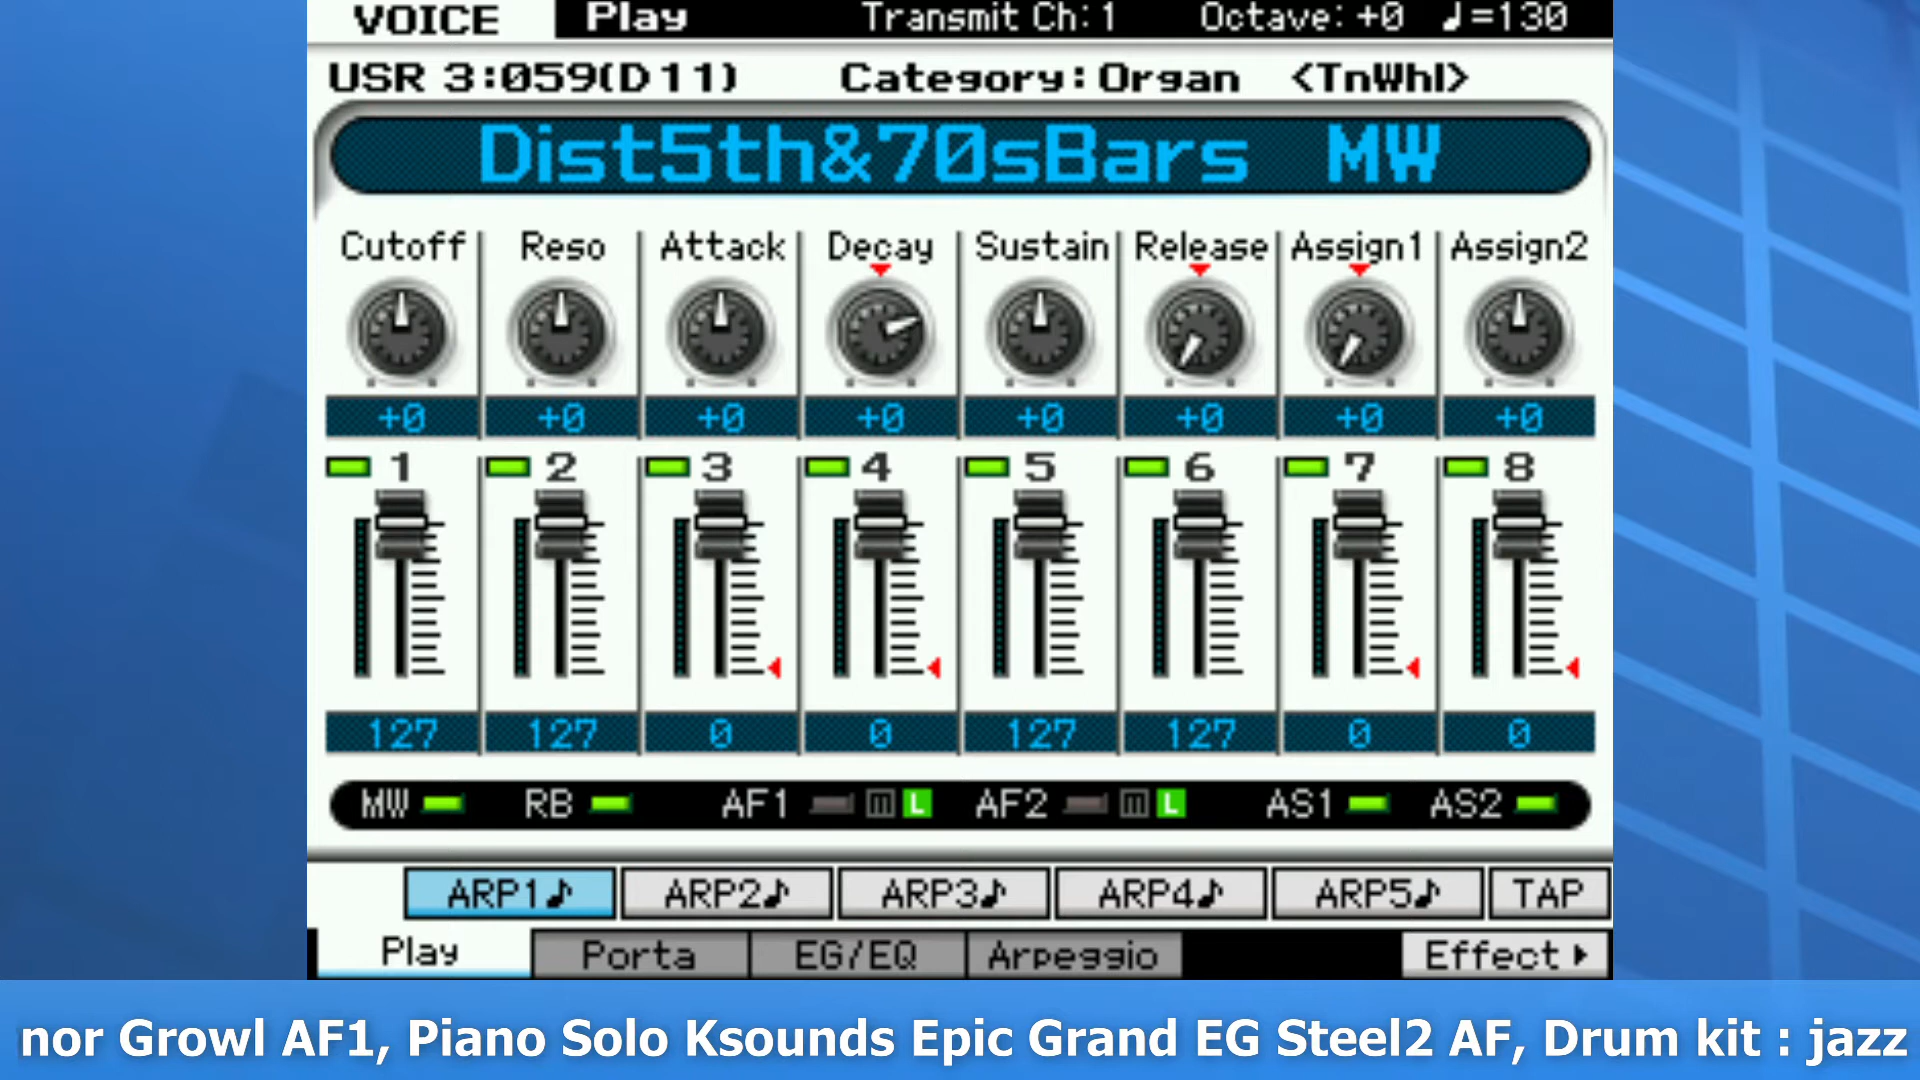 VOICE Play Transmit Ch: 1 Octave: +0 ♩=130
USR 3:059(D11) Category:Organ <TnWhl>
Dist5th&70sBars MW
Cutoff Reso Attack Decay Sustain Release Assign1 Assign2
+0 +0 +0 +0 +0 +0 +0 +0
1 2 3 4 5 6 7 8
127 127 0 0 127 127 0 0
MW RB AF1 m L AF2 m L AS1 AS2
ARP1♪ ARP2♪ ARP3♪ ARP4♪ ARP5♪ TAP
Play Porta EG/EQ Arpeggio Effect
nor Growl AF1, Piano Solo Ksounds Epic Grand EG Steel2 AF, Drum kit : jazz